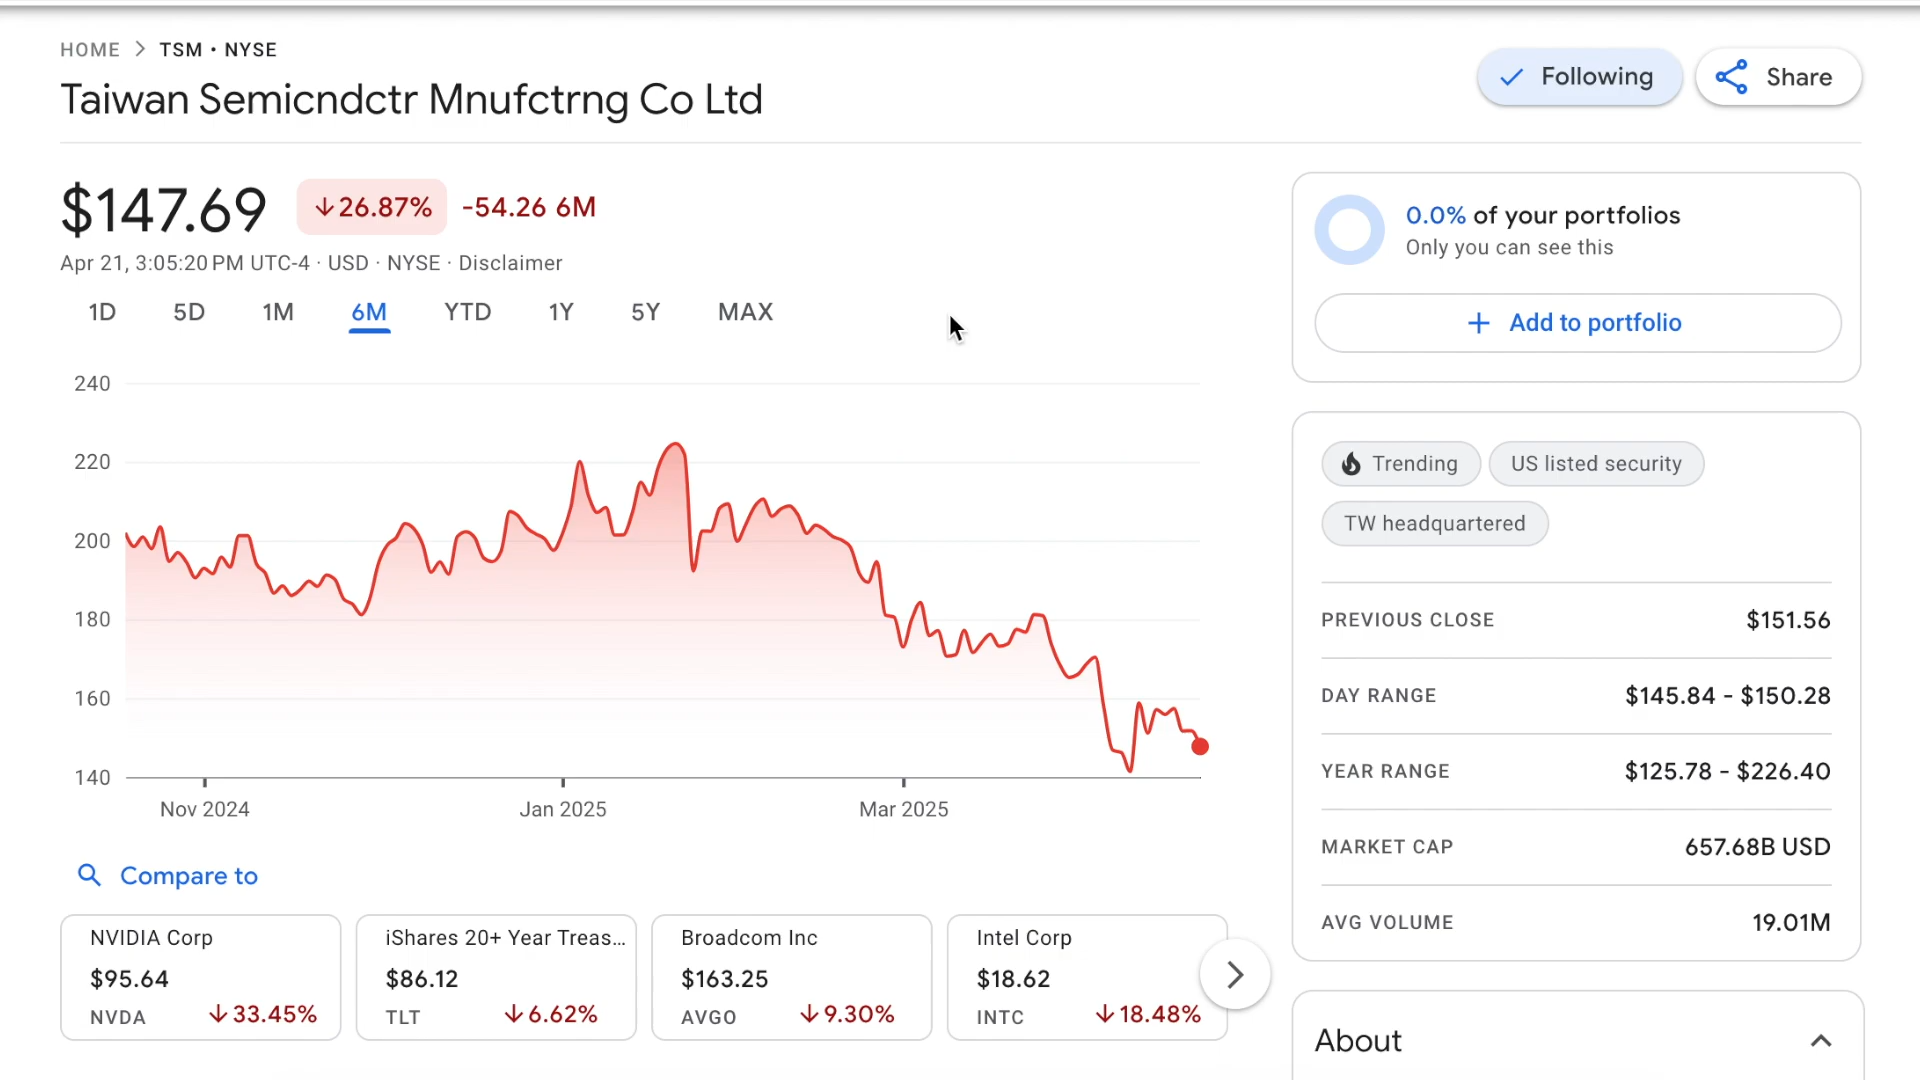 HOME > TSM • NYSE
Taiwan Semicndctr Mnufctrng Co Ltd
Following
Share
$147.69
↓26.87%
-54.26 6M
Apr 21, 3:05:20 PM UTC-4 · USD · NYSE · Disclaimer
1D
5D
1M
6M
YTD
1Y
5Y
MAX
240
220
200
180
160
140
Nov 2024
Jan 2025
Mar 2025
Compare to
NVIDIA Corp
$95.64
NVDA ↓33.45%
iShares 20+ Year Treas...
$86.12
TLT ↓6.62%
Broadcom Inc
$163.25
AVGO ↓9.30%
Intel Corp
$18.62
INTC ↓18.48%
0.0% of your portfolios
Only you can see this
+ Add to portfolio
Trending
US listed security
TW headquartered
PREVIOUS CLOSE $151.56
DAY RANGE $145.84 - $150.28
YEAR RANGE $125.78 - $226.40
MARKET CAP 657.68B USD
AVG VOLUME 19.01M
About